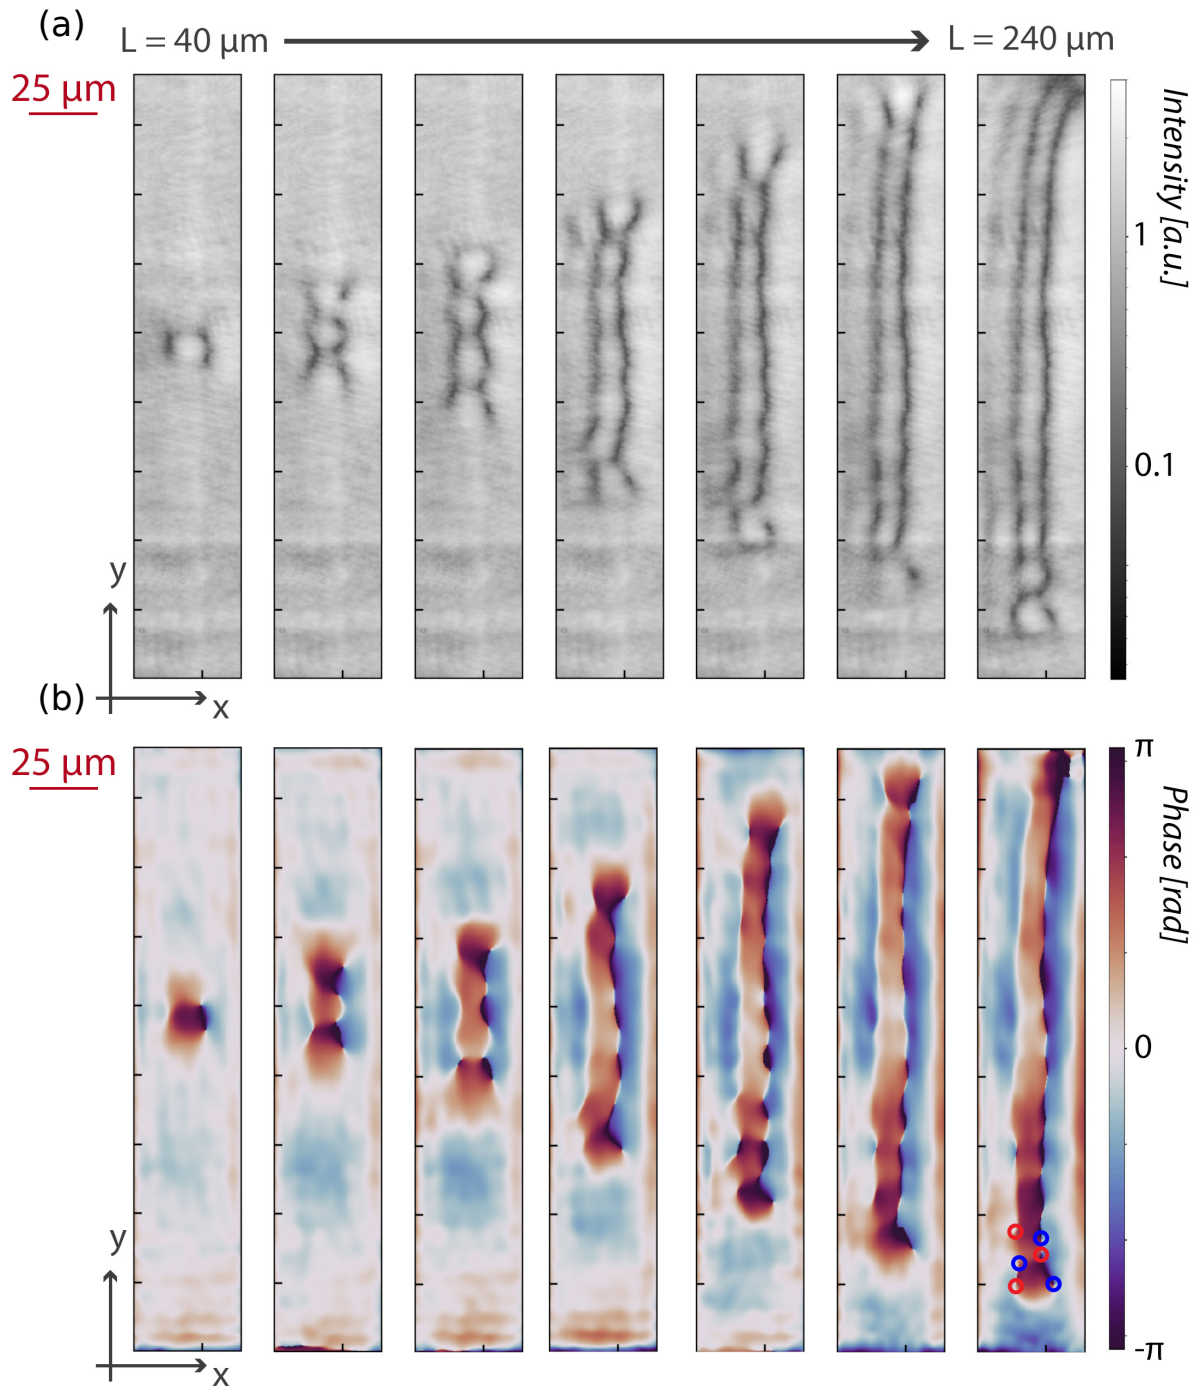 (a)
L = 40 μm
L = 240 μm
25 μm
Intensity [a.u.]
1
0.1
y
x
(b)
25 μm
π
Phase [rad]
0
-π
y
x